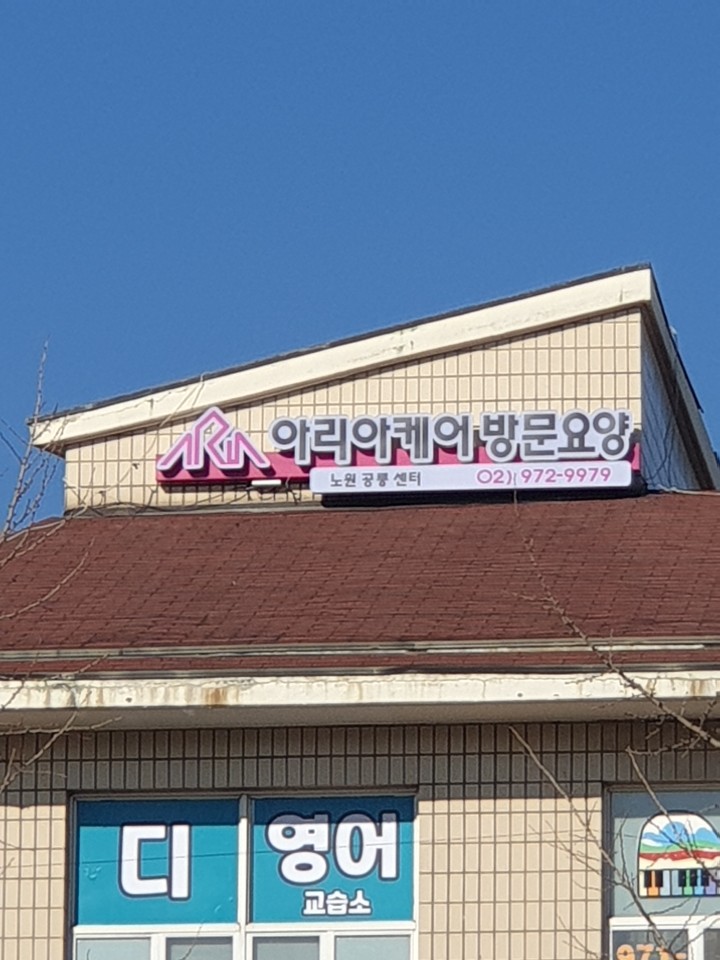 ARIA 아리아케어 방문요양
노원 공릉 센터 02) 972-9979
디 영어
교습소